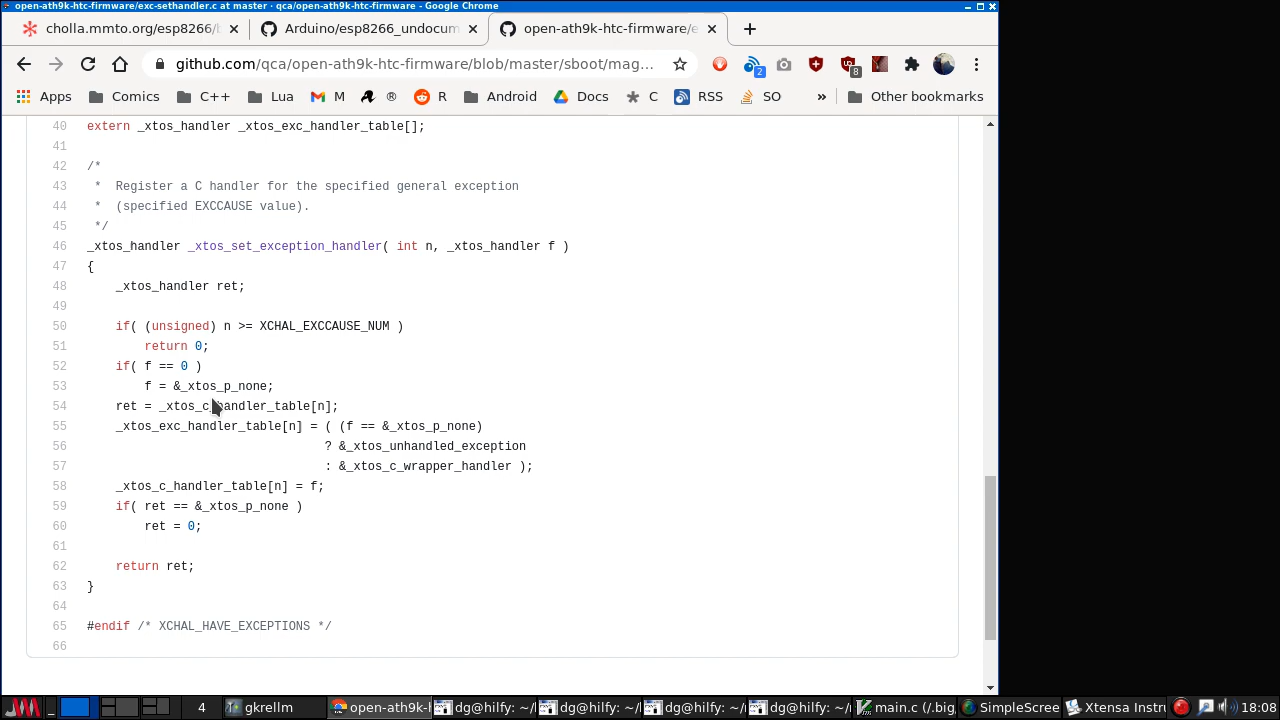 open-ath9k-htc-firmware/exc-sethandler.c at master · qca/open-ath9k-htc-firmware - Google Chrome
cholla.mmto.org/esp8266/
Arduino/esp8266_undocum
open-ath9k-htc-firmware/e
github.com/qca/open-ath9k-htc-firmware/blob/master/sboot/mag...
2
8
Apps Comics C++ Lua M ® R Android Docs C RSS SO » Other bookmarks
40 extern _xtos_handler _xtos_exc_handler_table[];
41
42 /*
43  *  Register a C handler for the specified general exception
44  *  (specified EXCCAUSE value).
45  */
46 _xtos_handler _xtos_set_exception_handler( int n, _xtos_handler f )
47 {
48     _xtos_handler ret;
49
50     if( (unsigned) n >= XCHAL_EXCCAUSE_NUM )
51         return 0;
52     if( f == 0 )
53         f = &_xtos_p_none;
54     ret = _xtos_c_handler_table[n];
55     _xtos_exc_handler_table[n] = ( (f == &_xtos_p_none)
56                                  ? &_xtos_unhandled_exception
57                                  : &_xtos_c_wrapper_handler );
58     _xtos_c_handler_table[n] = f;
59     if( ret == &_xtos_p_none )
60         ret = 0;
61
62     return ret;
63 }
64
65 #endif /* XCHAL_HAVE_EXCEPTIONS */
66
4 gkrellm open-ath9k-l dg@hilfy: ~/ dg@hilfy: ~/ dg@hilfy: ~/ dg@hilfy: ~/ main.c (/.big SimpleScree Xtensa Instr 18:08